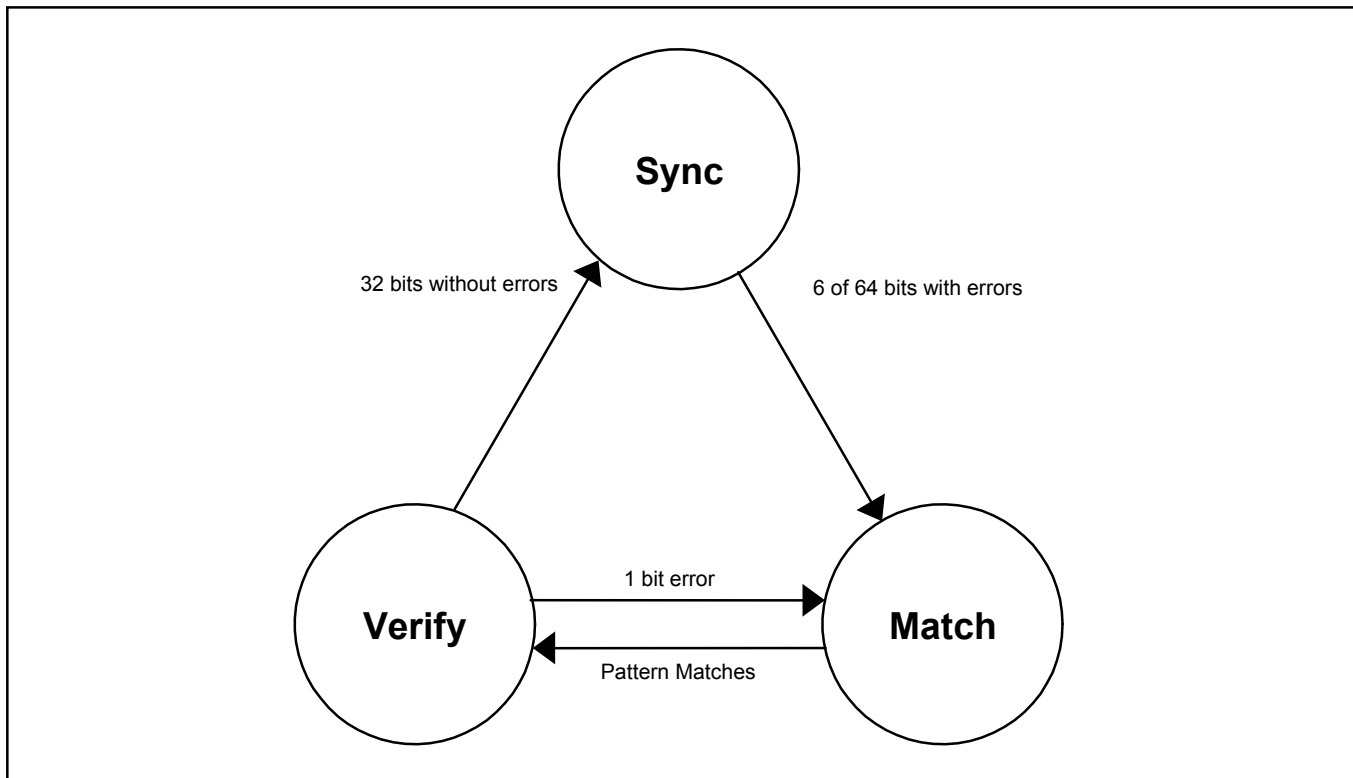 Sync
32 bits without errors
6 of 64 bits with errors
1 bit error
Verify
Match
Pattern Matches